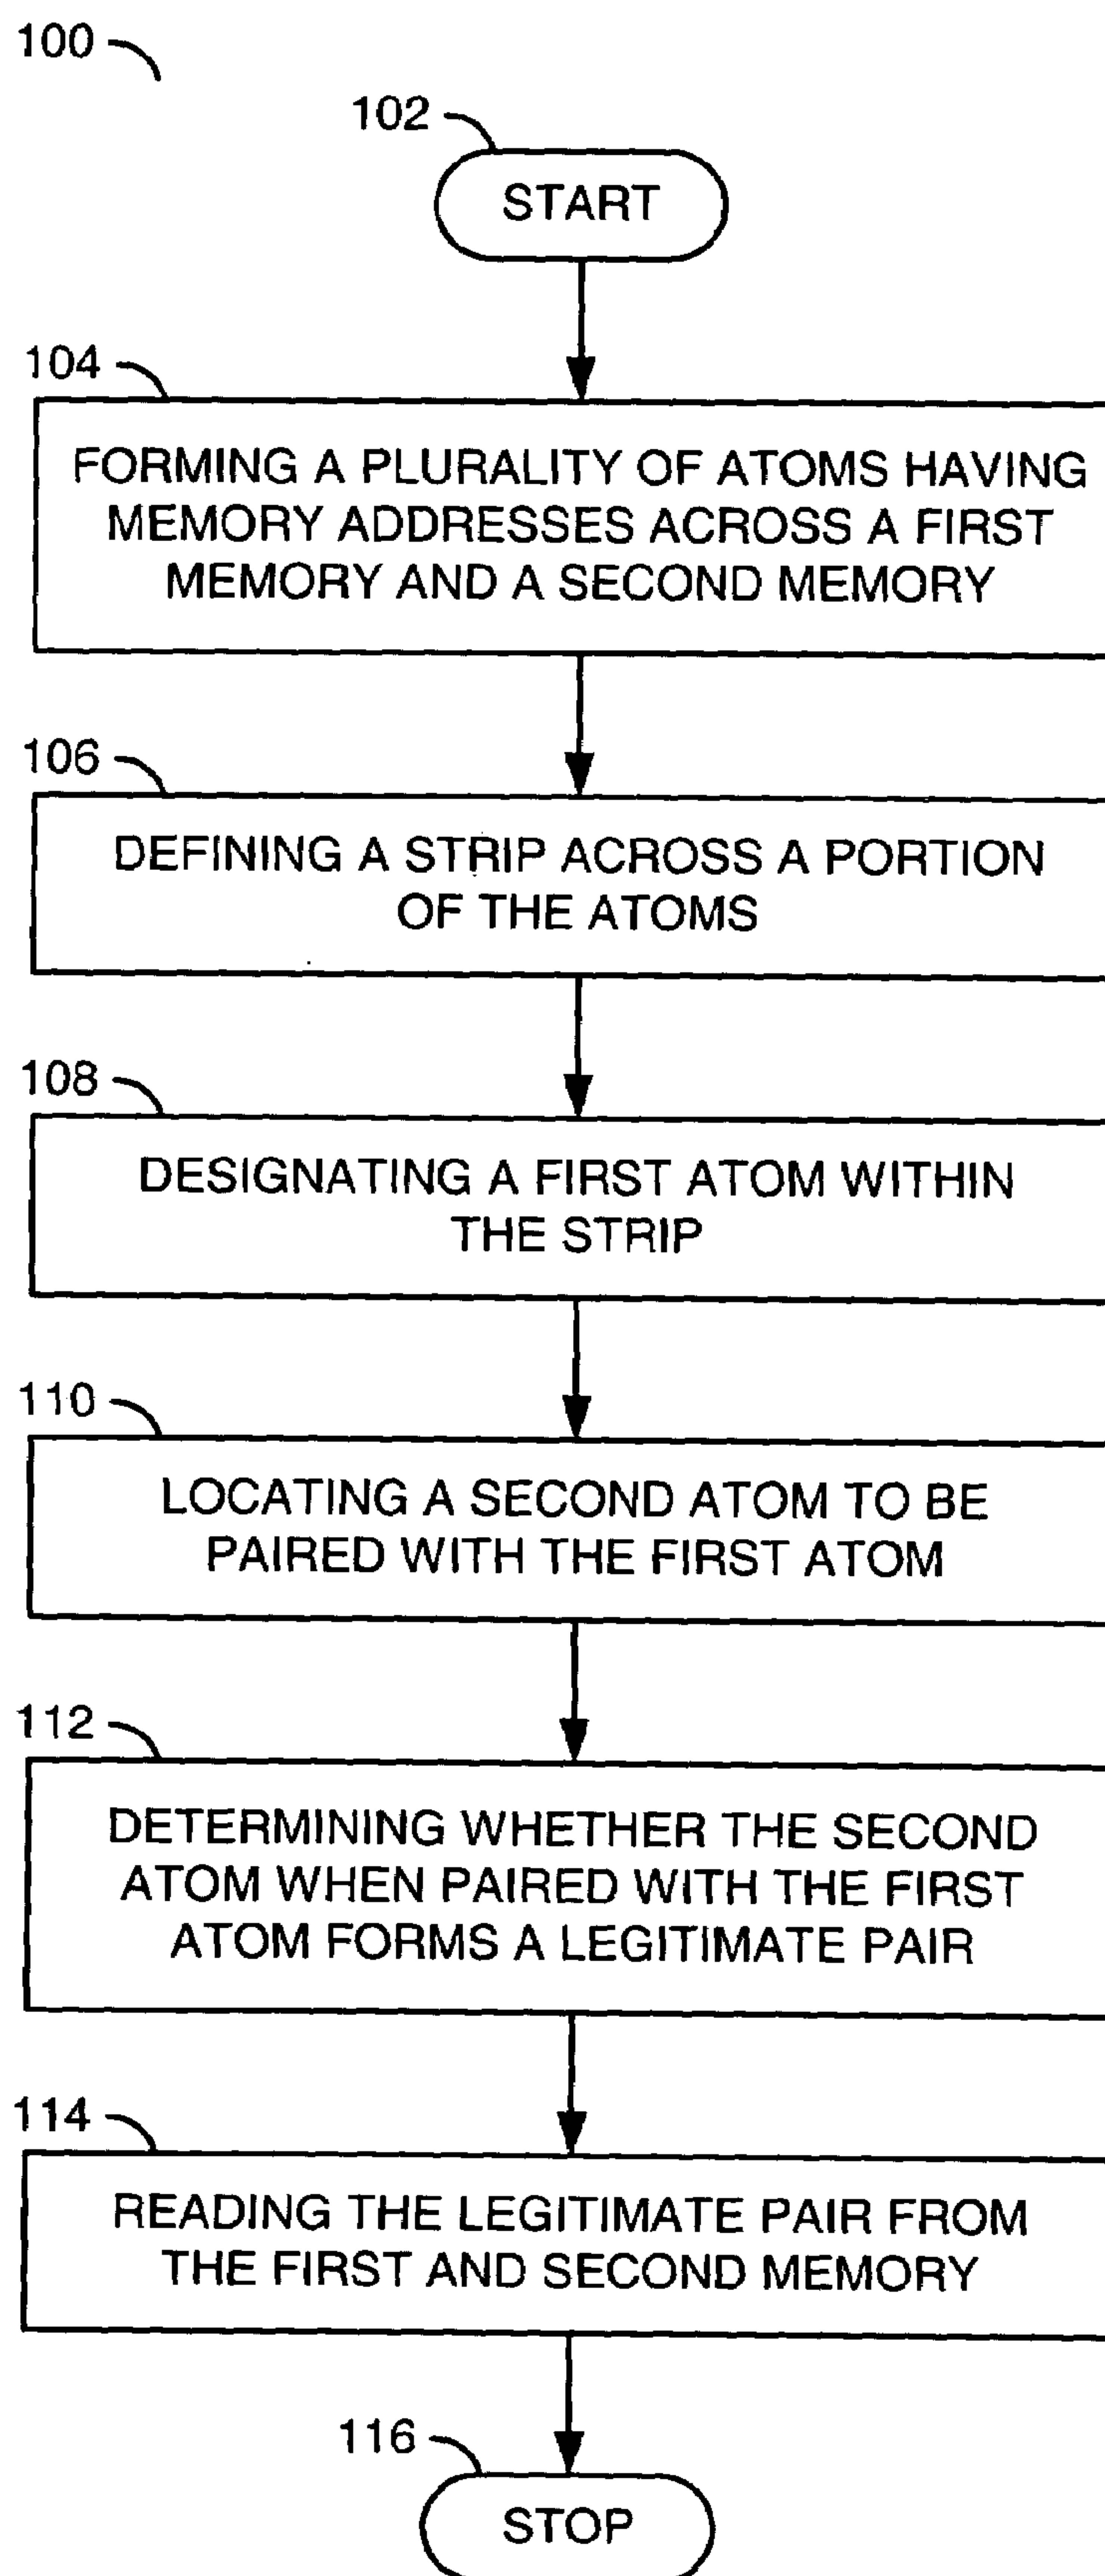 100
102
START
104
FORMING A PLURALITY OF ATOMS HAVING
MEMORY ADDRESSES ACROSS A FIRST
MEMORY AND A SECOND MEMORY
106
DEFINING A STRIP ACROSS A PORTION
OF THE ATOMS
108
DESIGNATING A FIRST ATOM WITHIN
THE STRIP
110
LOCATING A SECOND ATOM TO BE
PAIRED WITH THE FIRST ATOM
112
DETERMINING WHETHER THE SECOND
ATOM WHEN PAIRED WITH THE FIRST
ATOM FORMS A LEGITIMATE PAIR
114
READING THE LEGITIMATE PAIR FROM
THE FIRST AND SECOND MEMORY
116
STOP